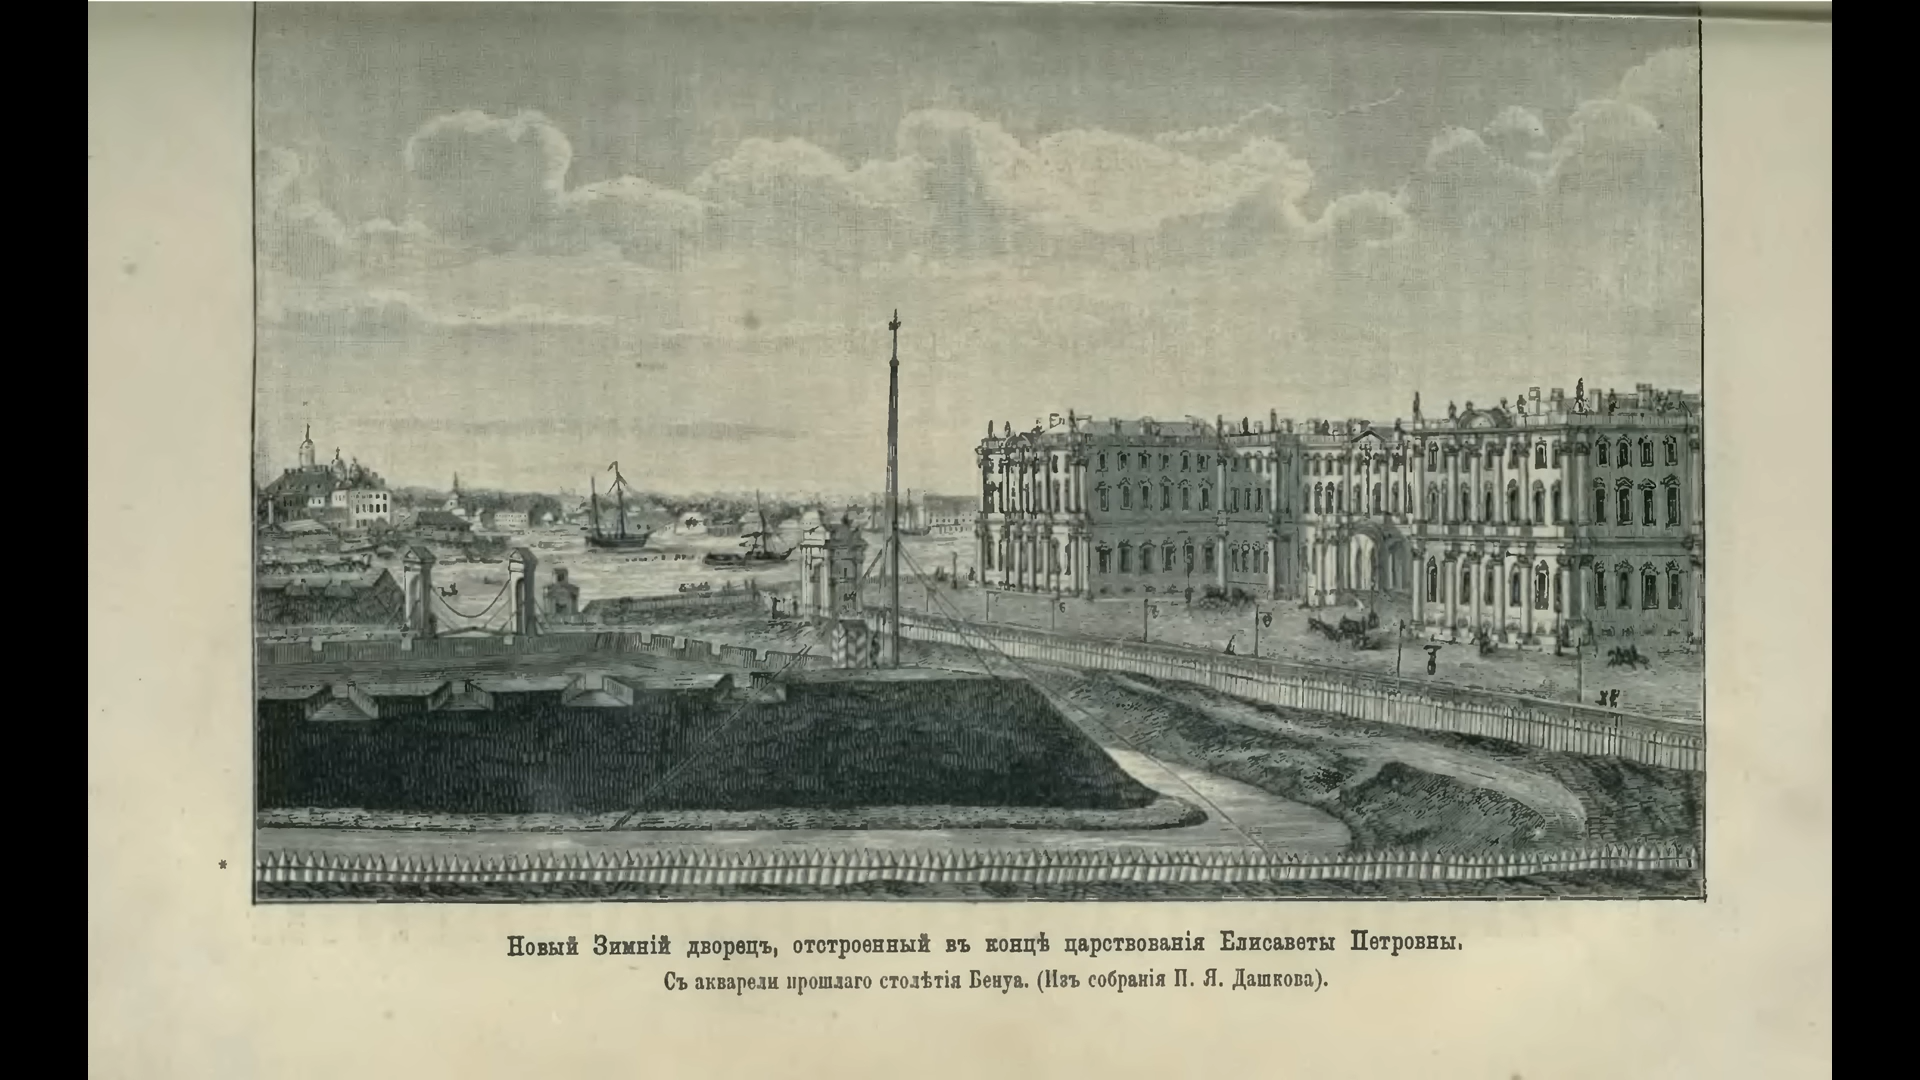 Новый Зимній дворецъ, отстроенный въ концѣ царствованія Елисаветы Петровны.
Съ акварели прошлаго столѣтія Бенуа. (Изъ собранія П. Я. Дашкова).